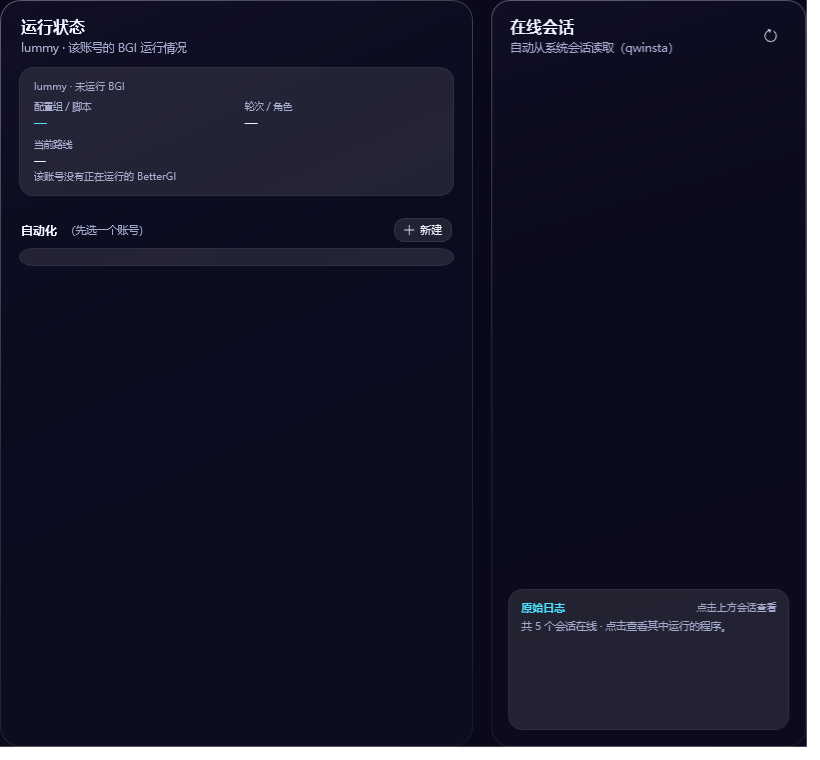 运行状态
lummy · 该账号的 BGI 运行情况
lummy · 未运行 BGI
配置组 / 脚本
—
轮次 / 角色
—
当前路线
—
该账号没有正在运行的 BetterGI
自动化 (先选一个账号)
+ 新建
在线会话
自动从系统会话读取（qwinsta）
原始日志
点击上方会话查看
共 5 个会话在线 · 点击查看其中运行的程序。